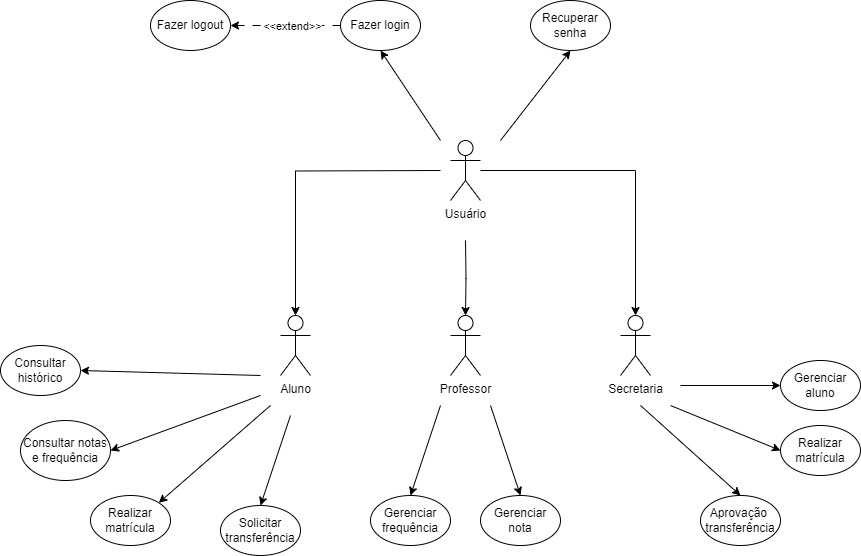 Fazer logout
<<extend>>
Fazer login
Recuperar
senha
Usuário
Aluno
Professor
Secretaria
Consultar
histórico
Gerenciar
aluno
Consultar notas
e frequência
Realizar
matrícula
Realizar
matrícula
Solicitar
transferência
Gerenciar
frequência
Gerenciar
nota
Aprovação
transferência